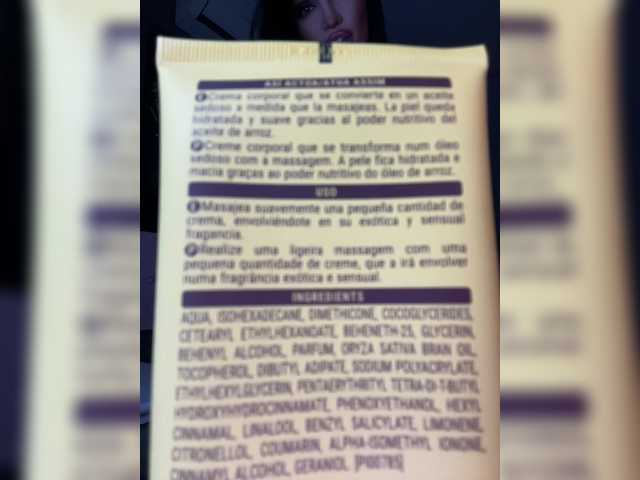 ASÍ ACTÚA/ATUA ASSIM
E Crema corporal que se convierte en un aceite
sedoso a medida que la masajeas. La piel queda
hidratada y suave gracias al poder nutritivo del
aceite de arroz.
P Creme corporal que se transforma num óleo
sedoso com a massagem. A pele fica hidratada e
macia graças ao poder nutritivo do óleo de arroz.
USO
E Masajea suavemente una pequeña cantidad de
crema, envolviéndote en su exótica y sensual
fragancia.
P Realize uma ligeira massagem com uma
pequena quantidade de creme, que a irá envolver
numa fragrância exótica e sensual.
INGREDIENTS
AQUA, ISOHEXADECANE, DIMETHICONE, COCOGLYCERIDES,
CETEARYL ETHYLHEXANOATE, BEHENETH-25, GLYCERIN,
BEHENYL ALCOHOL, PARFUM, ORYZA SATIVA BRAN OIL,
TOCOPHEROL, DIBUTYL ADIPATE, SODIUM POLYACRYLATE,
ETHYLHEXYLGLYCERIN, PENTAERYTHRITYL TETRA-DI-T-BUTYL
HYDROXYHYDROCINNAMATE, PHENOXYETHANOL, HEXYL
CINNAMAL, LINALOOL, BENZYL SALICYLATE, LIMONENE,
CITRONELLOL, COUMARIN, ALPHA-ISOMETHYL IONONE,
CINNAMYL ALCOHOL, GERANIOL. [P100785]